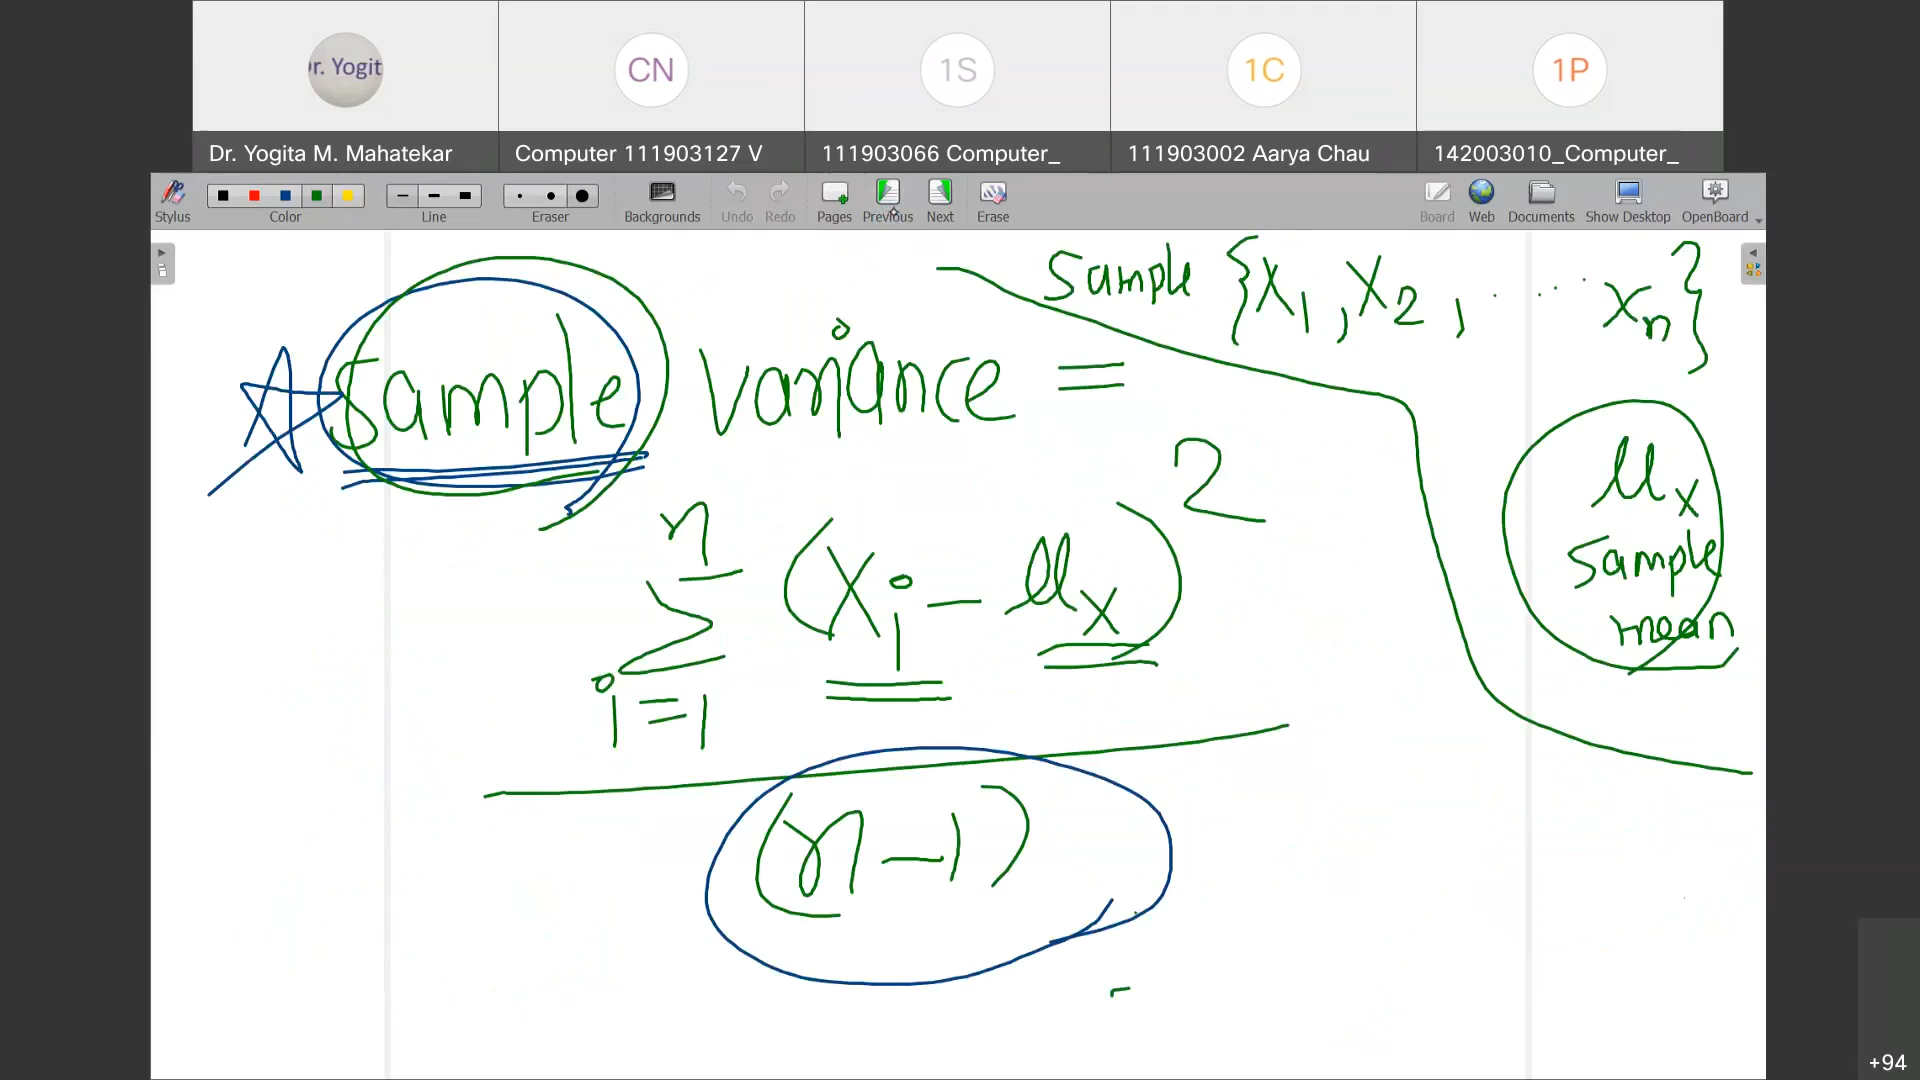 r. Yogit
CN
1S
1C
1P
Dr. Yogita M. Mahatekar
Computer 111903127 V
111903066 Computer_
111903002 Aarya Chau
142003010_Computer_
Stylus
Color
Line
Eraser
Backgrounds
Undo
Redo
Pages
Previous
Next
Erase
Board
Web
Documents
Show Desktop
OpenBoard
Sample {X₁, X₂, ..... xₙ}
Sample variance =
n
∑ (Xᵢ − μₓ)²
i=1
(n−1)
μₓ
Sample
mean
+94